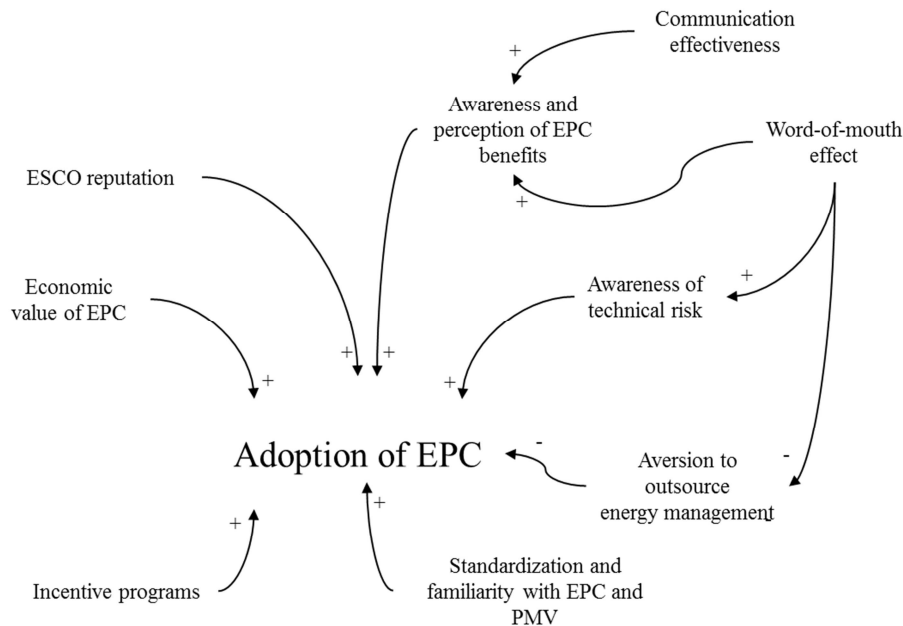 Communication
effectiveness
+
Awareness and
perception of EPC
benefits
Word-of-mouth
effect
+
ESCO reputation
Economic
value of EPC
Awareness of
technical risk
+
+
+
+
+
Adoption of EPC
-
-
Aversion to
outsource
energy management
-
+
+
Incentive programs
Standardization and
familiarity with EPC and
PMV